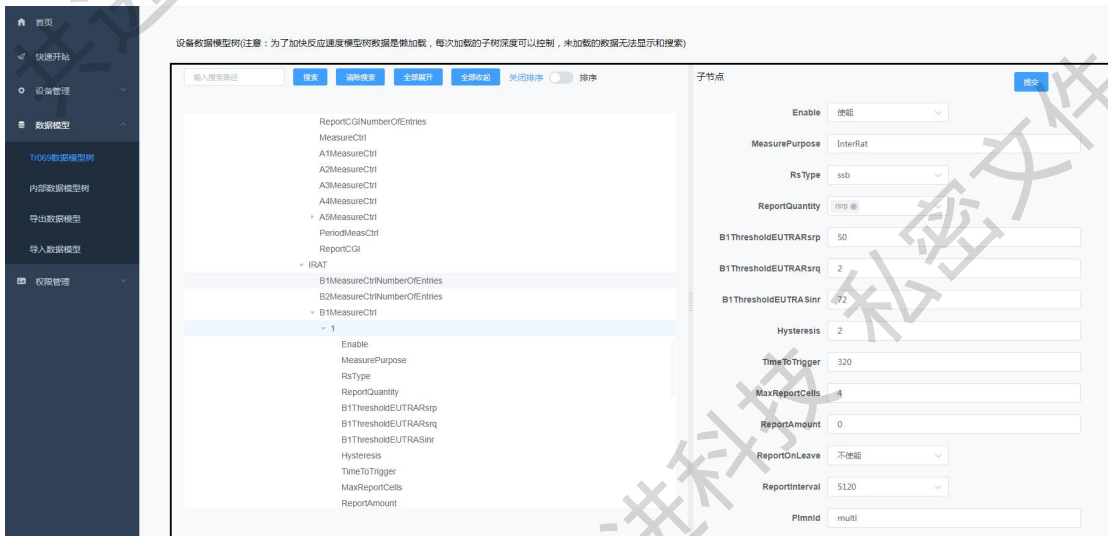 首页
快速开始
设备管理
数据模型
Tr069数据模型树
内部数据模型树
导出数据模型
导入数据模型
权限管理
设备数据模型树(注意：为了加快反应速度模型树数据是懒加载，每次加载的子树深度可以控制，未加载的数据无法显示和搜索)
输入搜索路径 搜索 清除搜索 全部展开 全部收起 关闭排序 排序
ReportCGINumberOfEntries
MeasureCtrl
A1MeasureCtrl
A2MeasureCtrl
A3MeasureCtrl
A4MeasureCtrl
A5MeasureCtrl
PeriodMeasCtrl
ReportCGI
IRAT
B1MeasureCtrlNumberOfEntries
B2MeasureCtrlNumberOfEntries
B1MeasureCtrl
1
Enable
MeasurePurpose
RsType
ReportQuantity
B1ThresholdEUTRARsrp
B1ThresholdEUTRARsrq
B1ThresholdEUTRASinr
Hysteresis
TimeToTrigger
MaxReportCells
ReportAmount
子节点 提交
Enable 使能
MeasurePurpose InterRat
RsType ssb
ReportQuantity rsrp
B1ThresholdEUTRARsrp 50
B1ThresholdEUTRARsrq 2
B1ThresholdEUTRASinr 72
Hysteresis 2
TimeToTrigger 320
MaxReportCells 4
ReportAmount 0
ReportOnLeave 不使能
ReportInterval 5120
PlmnId multi
进科技 私密文件